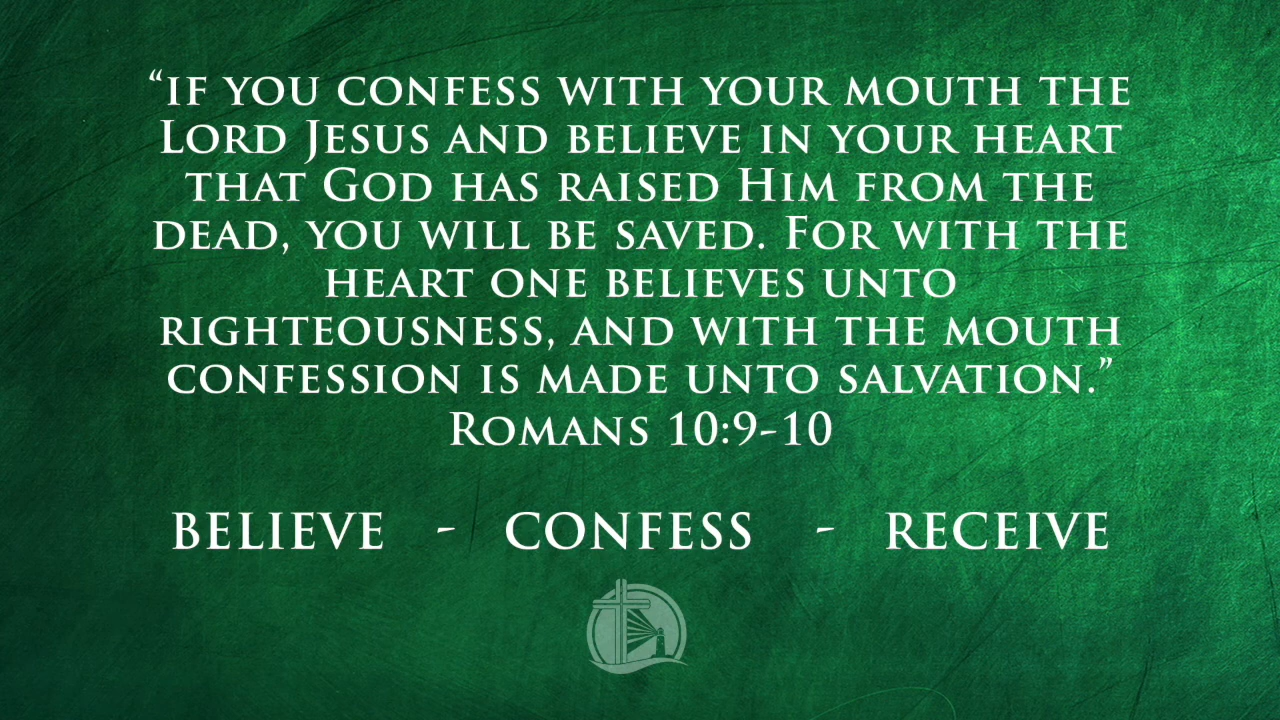 “if you confess with your mouth the
Lord Jesus and believe in your heart
that God has raised Him from the
dead, you will be saved. For with the
heart one believes unto
righteousness, and with the mouth
confession is made unto salvation.”
Romans 10:9-10
believe - confess - receive